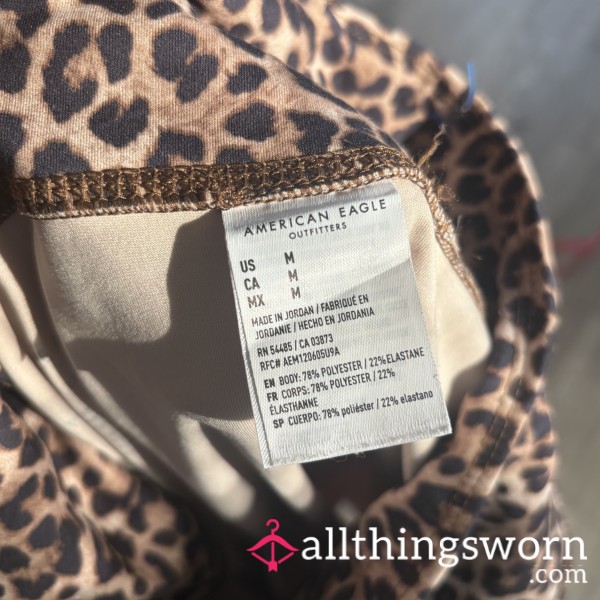 AMERICAN EAGLE
OUTFITTERS
US M
CA M
MX M
MADE IN JORDAN / FABRIQUÉ EN
JORDANIE / HECHO EN JORDANIA
RN 54485 / CA 03873
RFC# AEM120605U9A
EN BODY: 78% POLYESTER / 22% ELASTANE
FR CORPS: 78% POLYESTER / 22%
ÉLASTHANNE
SP CUERPO: 78% poliéster / 22% elastano
allthingsworn
.com